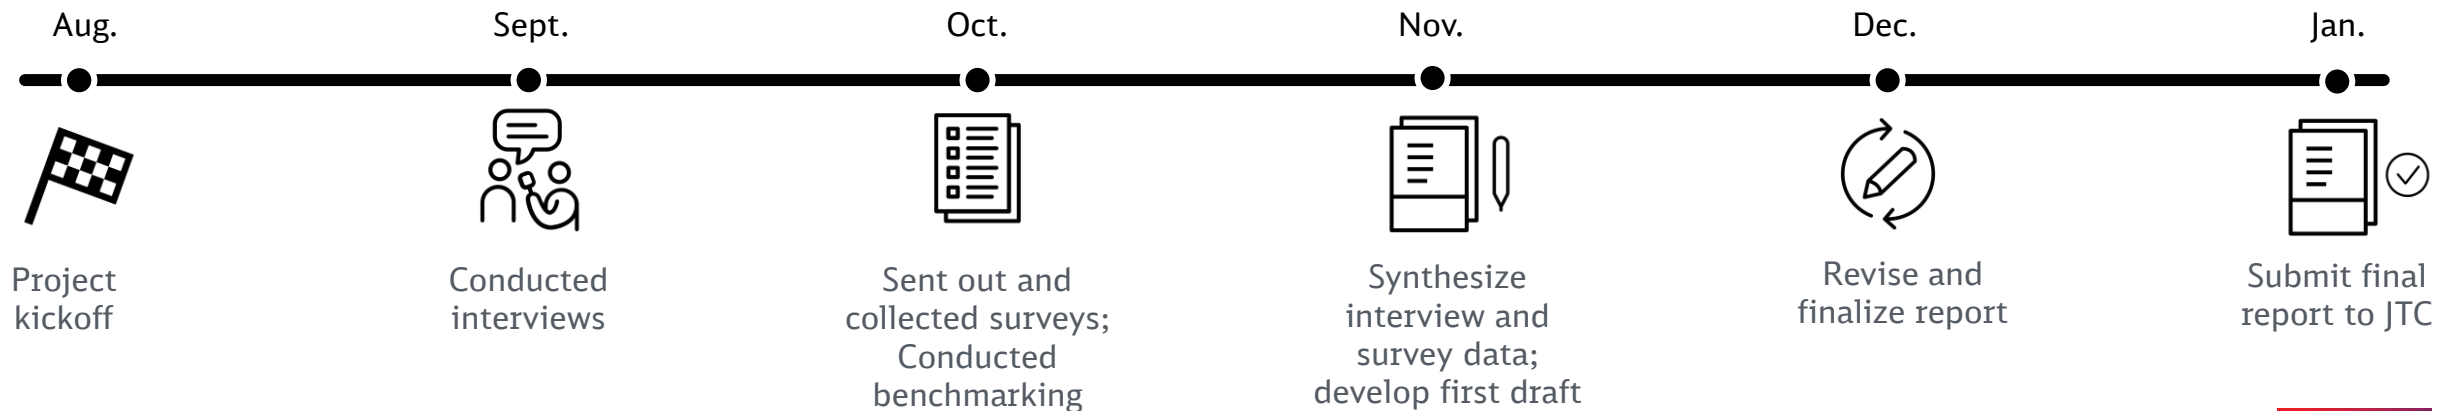 Aug.
Sept.
Oct.
Nov.
Dec.
Jan.
Project
kickoff
Conducted
interviews
Sent out and
collected surveys;
Conducted
benchmarking
Synthesize
interview and
survey data;
develop first draft
Revise and
finalize report
Submit final
report to JTC